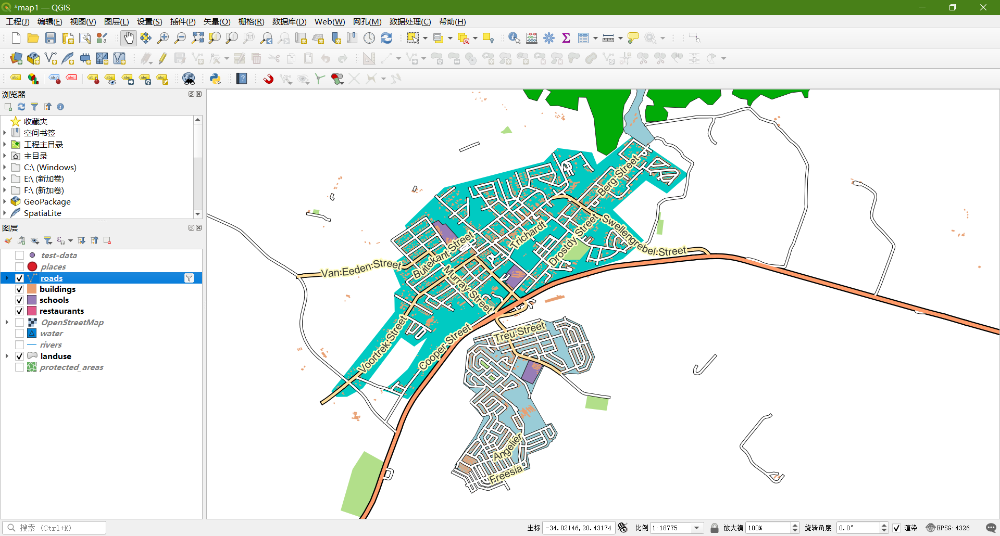 *map1 — QGIS
工程(J) 编辑(E) 视图(V) 图层(L) 设置(S) 插件(P) 矢量(O) 栅格(R) 数据库(D) Web(W) 网孔(M) 数据处理(C) 帮助(H)
浏览器
收藏夹
空间书签
工程主目录
主目录
C:\ (Windows)
E:\ (新加卷)
F:\ (新加卷)
GeoPackage
SpatiaLite
图层
test-data
places
roads
buildings
schools
restaurants
OpenStreetMap
water
rivers
landuse
protected_areas
Berg Street
Swellengrebel Street
Trichardt
Drostdy Street
Buitekant Street
Van Eeden Street
Murray Street
Voortrek Street
Cooper Street
Treu Street
Angelier
Freesia
搜索 (Ctrl+K)
坐标 -34.02146,20.43174 比例 1:18775 放大镜 100% 旋转角度 0.0° 渲染 EPSG:4326